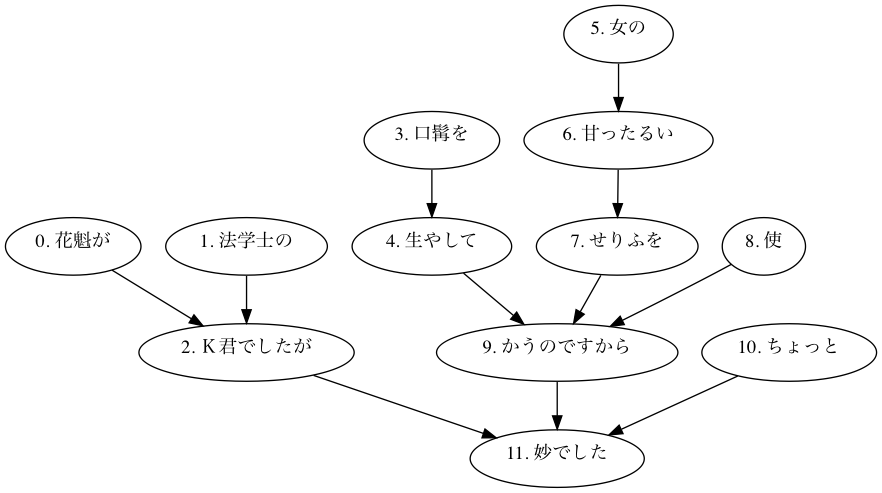 5. 女の
3. 口髯を
6. 甘ったるい
0. 花魁が
1. 法学士の
4. 生やして
7. せりふを
8. 使
2. Ｋ君でしたが
9. かうのですから
10. ちょっと
11. 妙でした